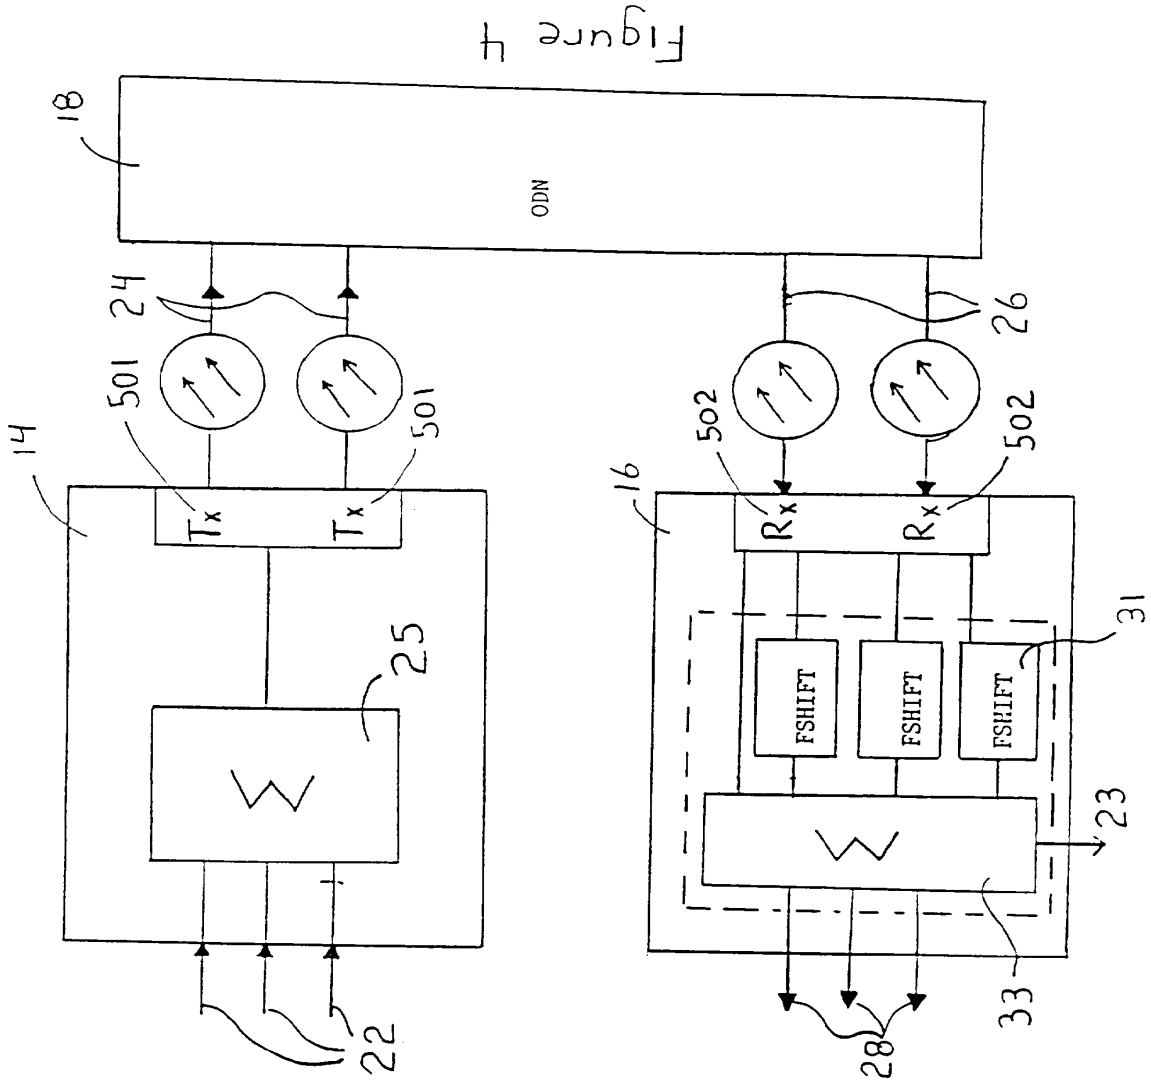 Figure 4
18
ODN
24
26
501
501
502
502
14
Tx
Tx
16
Rx
Rx
25
W
FSHIFT
FSHIFT
FSHIFT
31
W
23
33
22
28